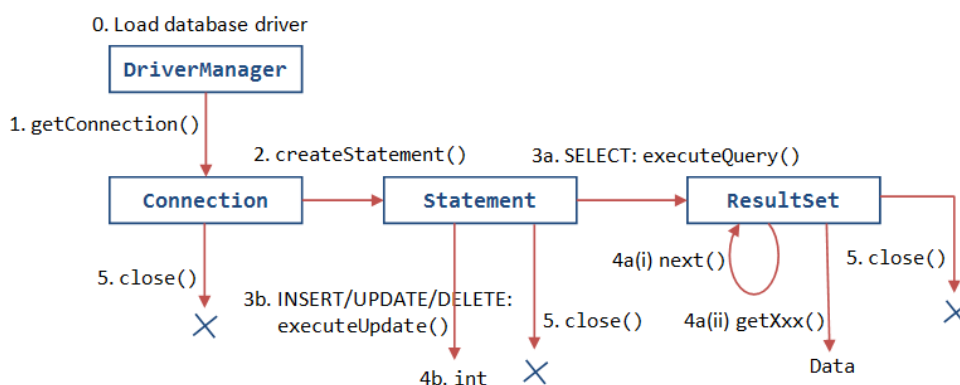 0. Load database driver
DriverManager
1. getConnection()
2. createStatement()
3a. SELECT: executeQuery()
Connection
Statement
ResultSet
5. close()
3b. INSERT/UPDATE/DELETE:
executeUpdate()
4b. int
5. close()
4a(i) next()
4a(ii) getXxx()
Data
5. close()